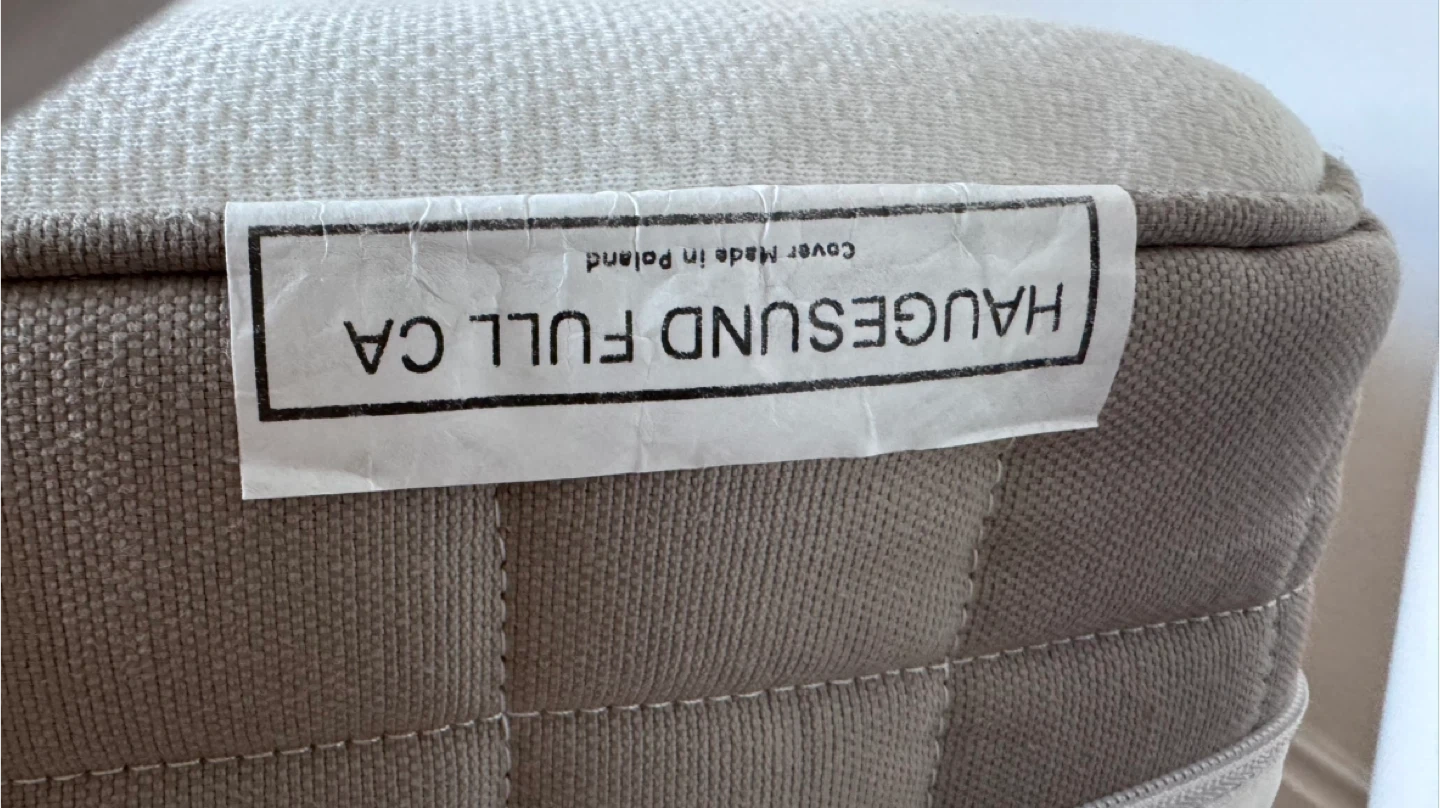 HAUGESUND FULL CA
Cover Made in Poland